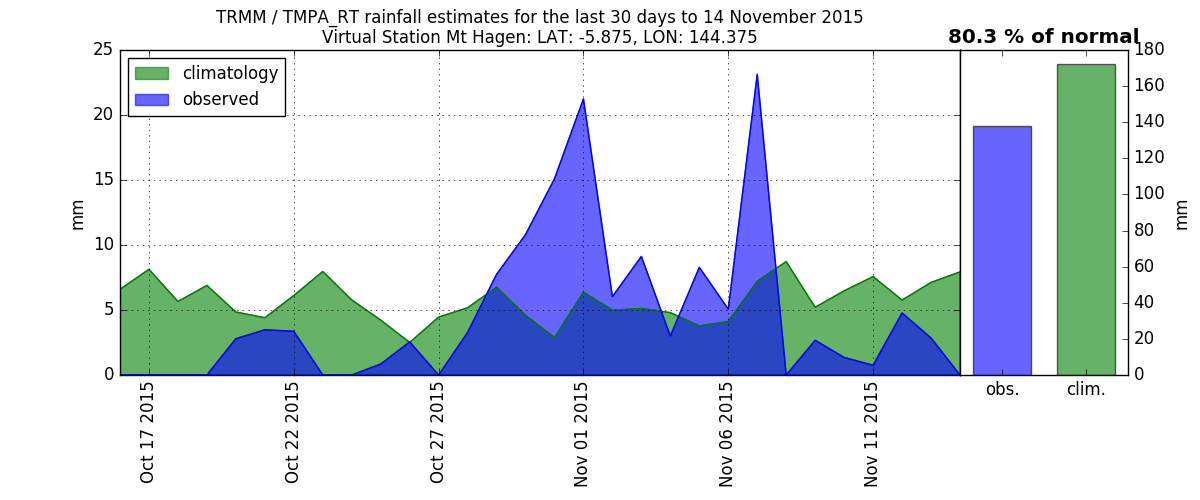 TRMM / TMPA_RT rainfall estimates for the last 30 days to 14 November 2015
Virtual Station Mt Hagen: LAT: -5.875, LON: 144.375
80.3 % of normal
climatology
observed
mm
25
20
15
10
5
0
Oct 17 2015
Oct 22 2015
Oct 27 2015
Nov 01 2015
Nov 06 2015
Nov 11 2015
180
160
140
120
100
80
60
40
20
0
mm
obs.
clim.